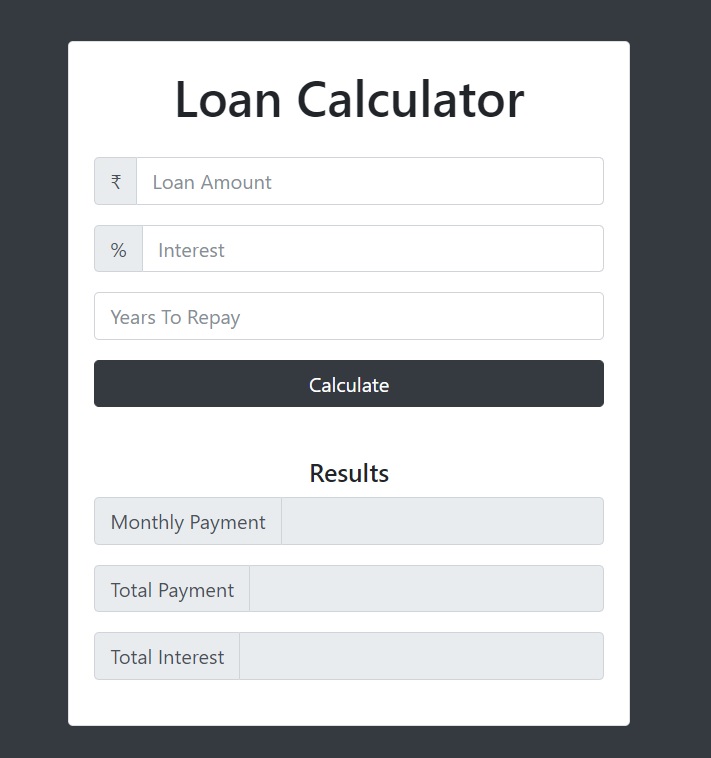 Loan Calculator
₹ Loan Amount
% Interest
Years To Repay
Calculate
Results
Monthly Payment
Total Payment
Total Interest